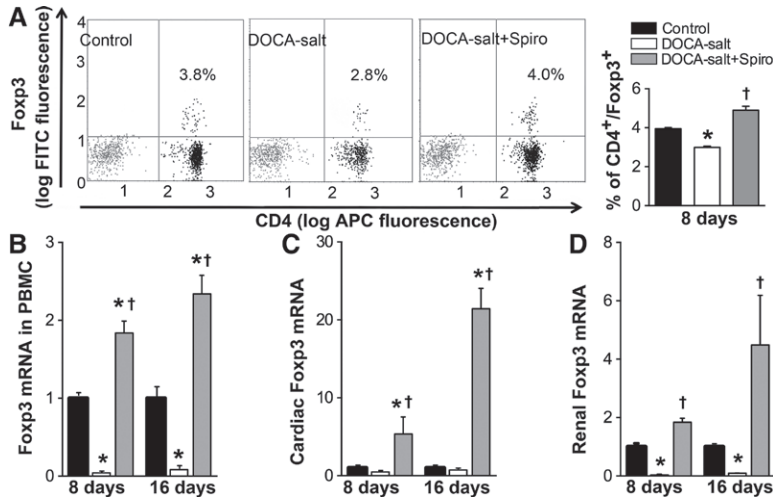 A
Foxp3
(log FITC fluorescence)
4
3
2
1
0
Control
3.8%
DOCA-salt
2.8%
DOCA-salt+Spiro
4.0%
1 2 3
1 2 3
1 2 3
CD4 (log APC fluorescence)
Control
DOCA-salt
DOCA-salt+Spiro
% of CD4⁺/Foxp3⁺
6
4
2
0
*
†
8 days
B
Foxp3 mRNA in PBMC
3
2
1
0
*
*†
*
*†
8 days 16 days
C
Cardiac Foxp3 mRNA
30
20
10
0
*†
*†
8 days 16 days
D
Renal Foxp3 mRNA
8
6
4
2
0
*
†
*
†
8 days 16 days